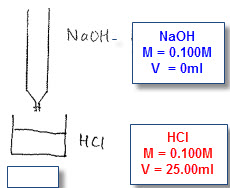 NaOH-
NaOH
M = 0.100M
V = 0ml
HCl
HCl
M = 0.100M
V = 25.00ml